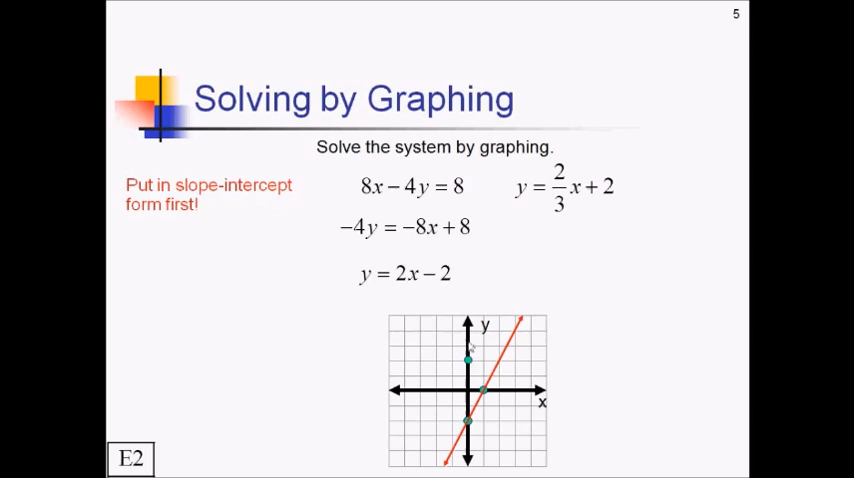 5
Solving by Graphing
Solve the system by graphing.
Put in slope-intercept
form first!
8x − 4y = 8
y = 2/3 x + 2
−4y = −8x + 8
y = 2x − 2
y
x
E2